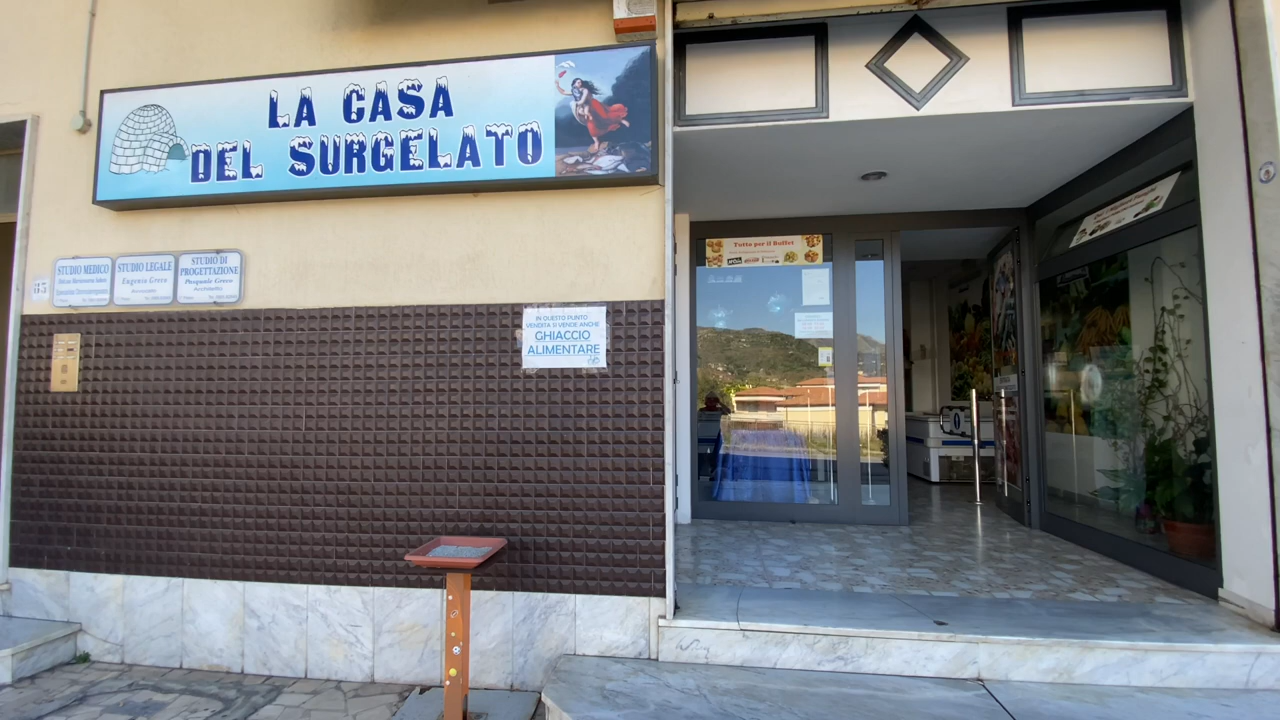 LA CASA
DEL SURGELATO
STUDIO MEDICO
STUDIO LEGALE
Eugenio Greco
STUDIO DI
PROGETTAZIONE
Pasquale Greco
Architetto
IN QUESTO PUNTO
VENDITA SI VENDE ANCHE
GHIACCIO
ALIMENTARE
Tutto per il Buffet